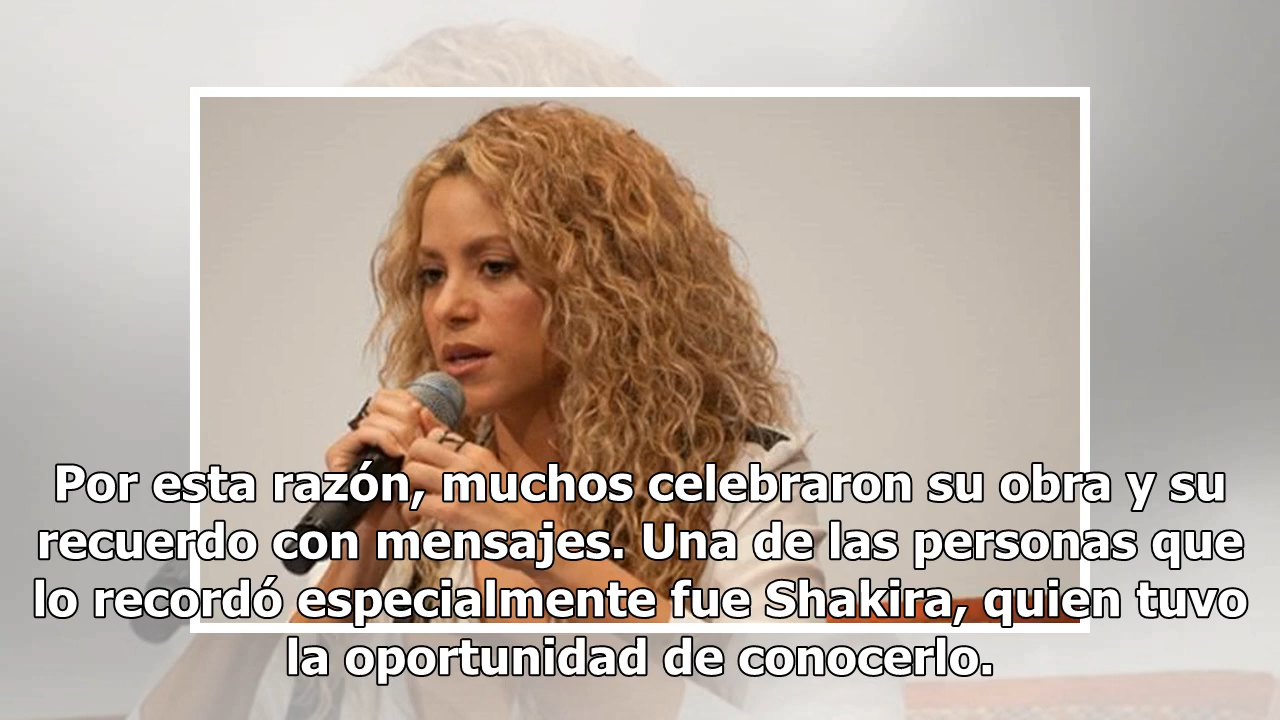 Por esta razón, muchos celebraron su obra y su
recuerdo con mensajes. Una de las personas que
lo recordó especialmente fue Shakira, quien tuvo
la oportunidad de conocerlo.